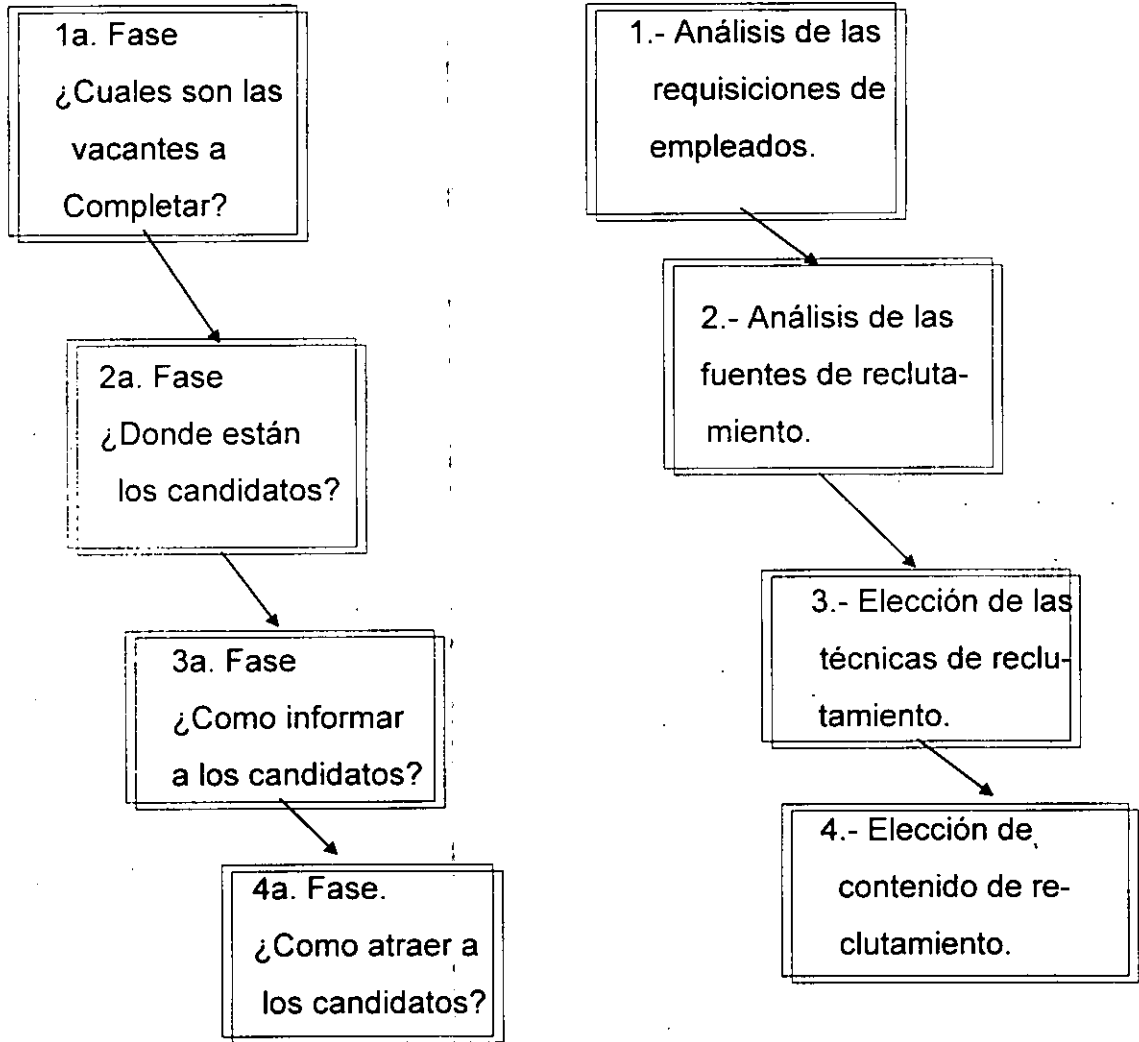 1a. Fase
¿Cuales son las
vacantes a
Completar?
2a. Fase
¿Donde están
los candidatos?
3a. Fase
¿Como informar
a los candidatos?
4a. Fase.
¿Como atraer a
los candidatos?
1.- Análisis de las
requisiciones de
empleados.
2.- Análisis de las
fuentes de recluta-
miento.
3.- Elección de las
técnicas de reclu-
tamiento.
4.- Elección de
contenido de re-
clutamiento.